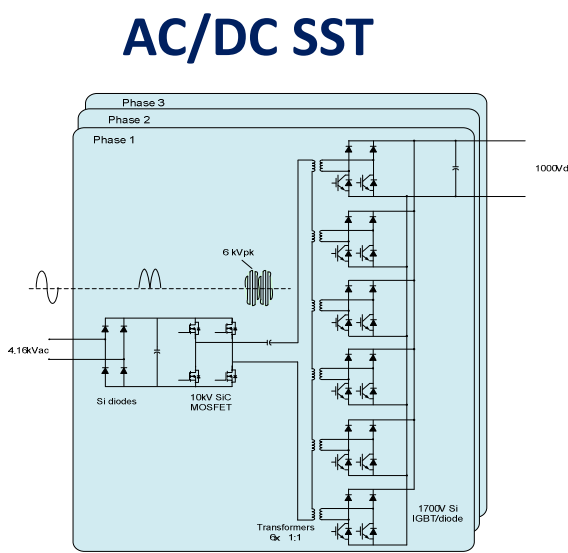 AC/DC SST
Phase 3
Phase 2
Phase 1
1000Vd
6 kVpk
4.16kVac
Si diodes
10kV SiC
MOSFET
Transformers
6x 1:1
1700V Si
IGBT/diode